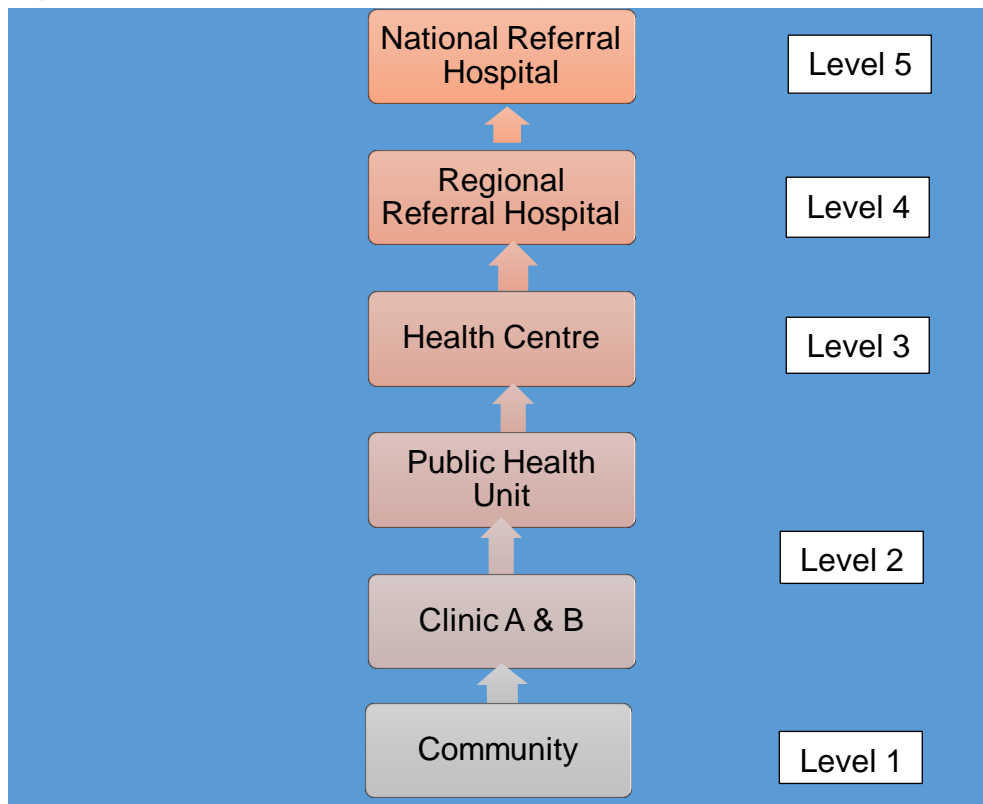 National Referral
Hospital
Level 5
Regional
Referral Hospital
Level 4
Health Centre
Level 3
Public Health
Unit
Level 2
Clinic A & B
Community
Level 1